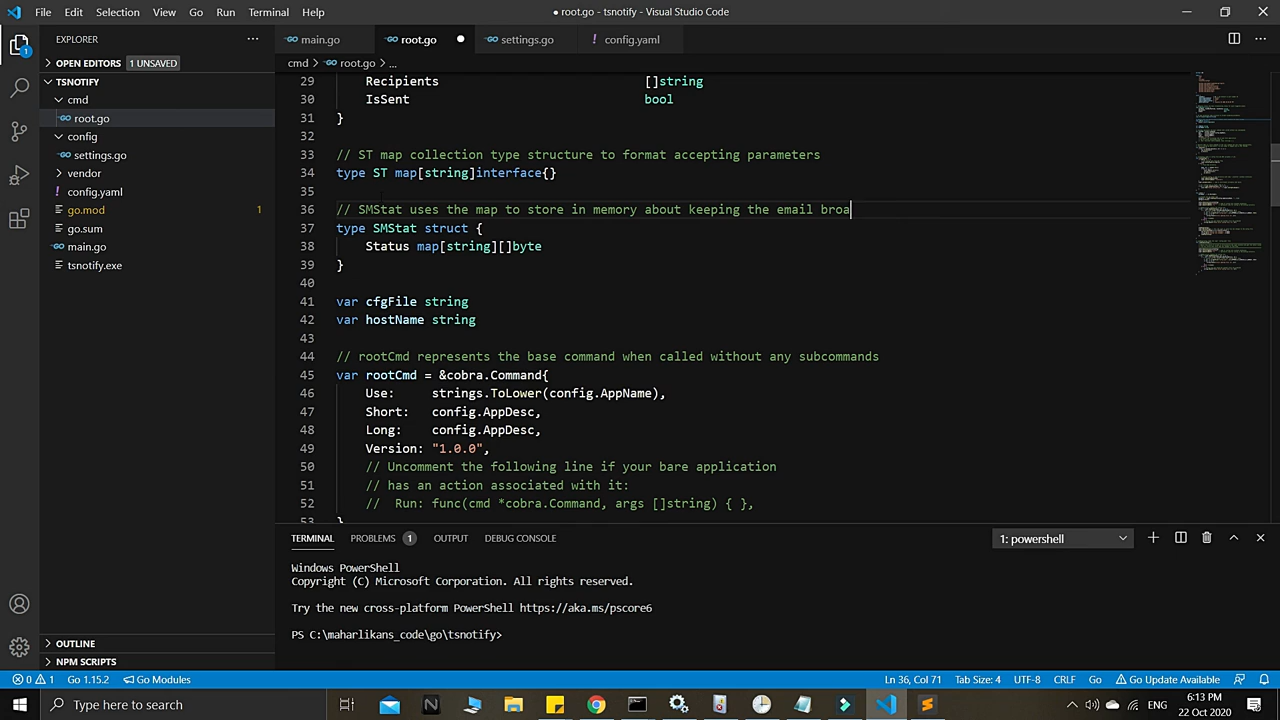 File Edit Selection View Go Run Terminal Help
● root.go - tsnotify - Visual Studio Code
EXPLORER
OPEN EDITORS 1 UNSAVED
TSNOTIFY
cmd
root.go
config
settings.go
vendor
config.yaml
go.mod 1
go.sum
main.go
tsnotify.exe
OUTLINE
NPM SCRIPTS
1
main.go root.go settings.go config.yaml
cmd > root.go > ...
29 Recipients []string
30 IsSent bool
31 }
32
33 // ST map collection of structure to format accepting parameters
34 type ST map[string]interface{}
35
36 // SMStat uses the map to store in memory about keeping the email broa
37 type SMStat struct {
38 Status map[string][]byte
39 }
40
41 var cfgFile string
42 var hostName string
43
44 // rootCmd represents the base command when called without any subcommands
45 var rootCmd = &cobra.Command{
46 Use: strings.ToLower(config.AppName),
47 Short: config.AppDesc,
48 Long: config.AppDesc,
49 Version: "1.0.0",
50 // Uncomment the following line if your bare application
51 // has an action associated with it:
52 // Run: func(cmd *cobra.Command, args []string) { },
53 }
TERMINAL PROBLEMS 1 OUTPUT DEBUG CONSOLE
1: powershell
Windows PowerShell
Copyright (C) Microsoft Corporation. All rights reserved.
Try the new cross-platform PowerShell https://aka.ms/pscore6
PS C:\maharlikans_code\go\tsnotify>
0 1 Go 1.15.2 Go Modules
Ln 36, Col 71 Tab Size: 4 UTF-8 CRLF Go Go Update Available
Type here to search
ENG
6:13 PM
22 Oct 2020